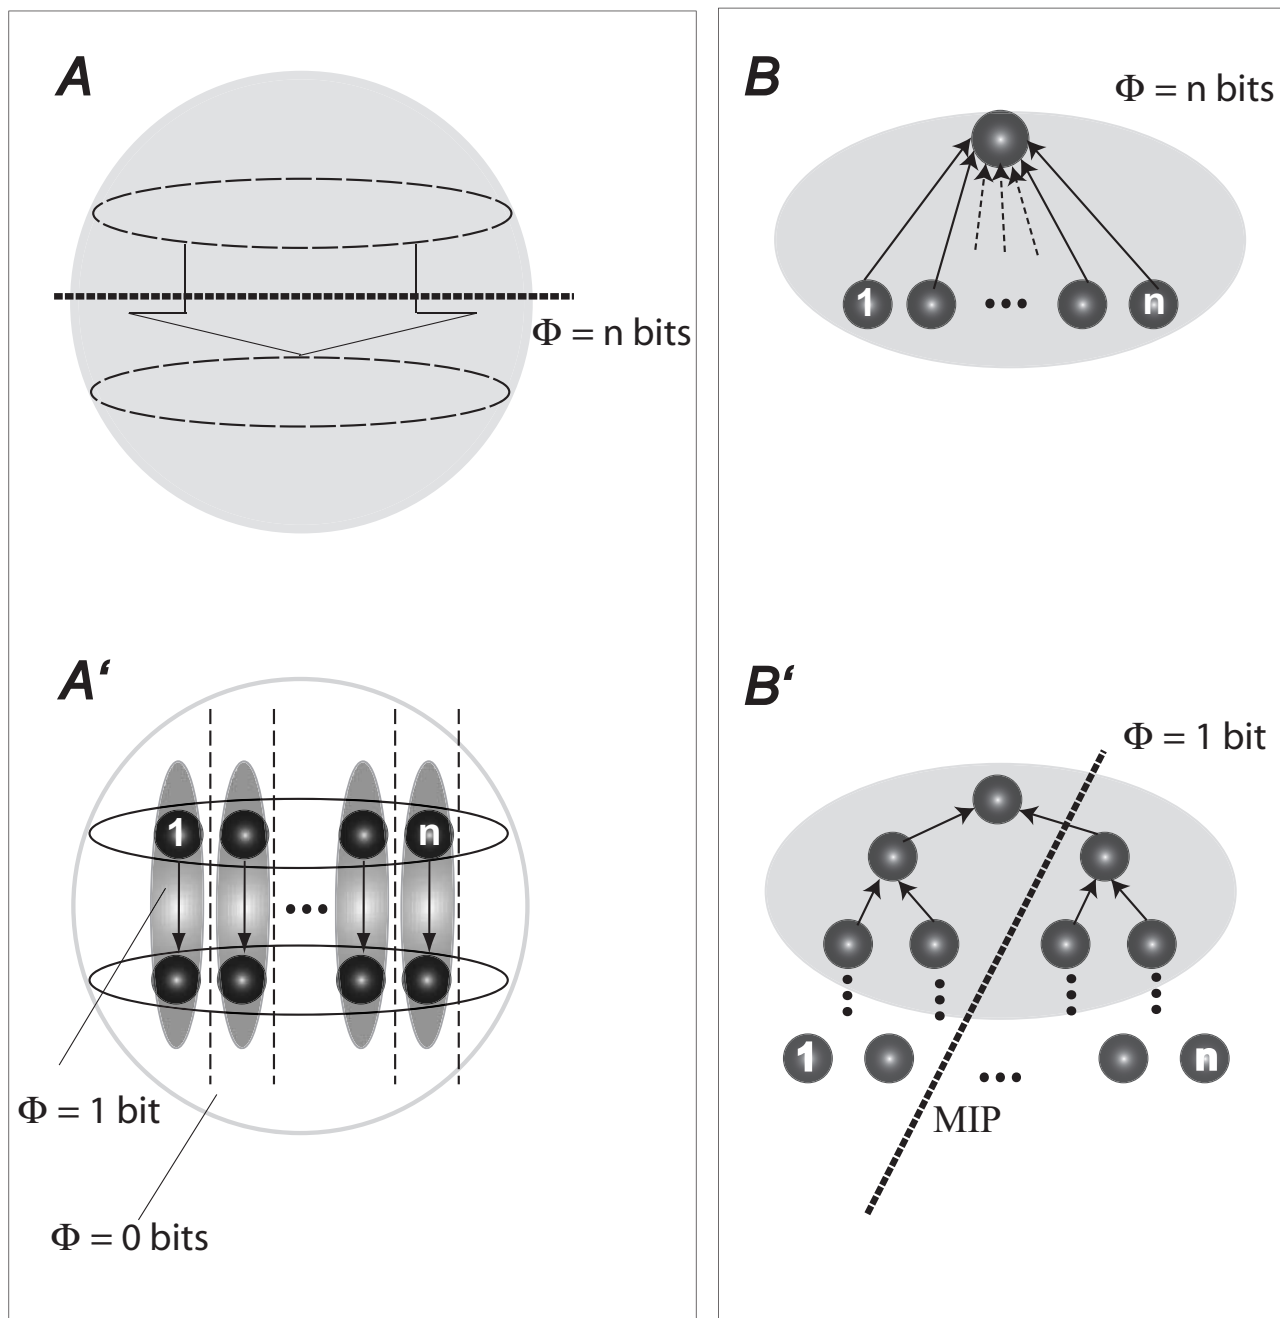 A
Φ = n bits
A‘
1
n
Φ = 1 bit
Φ = 0 bits
B
Φ = n bits
1
n
B‘
Φ = 1 bit
1
n
MIP